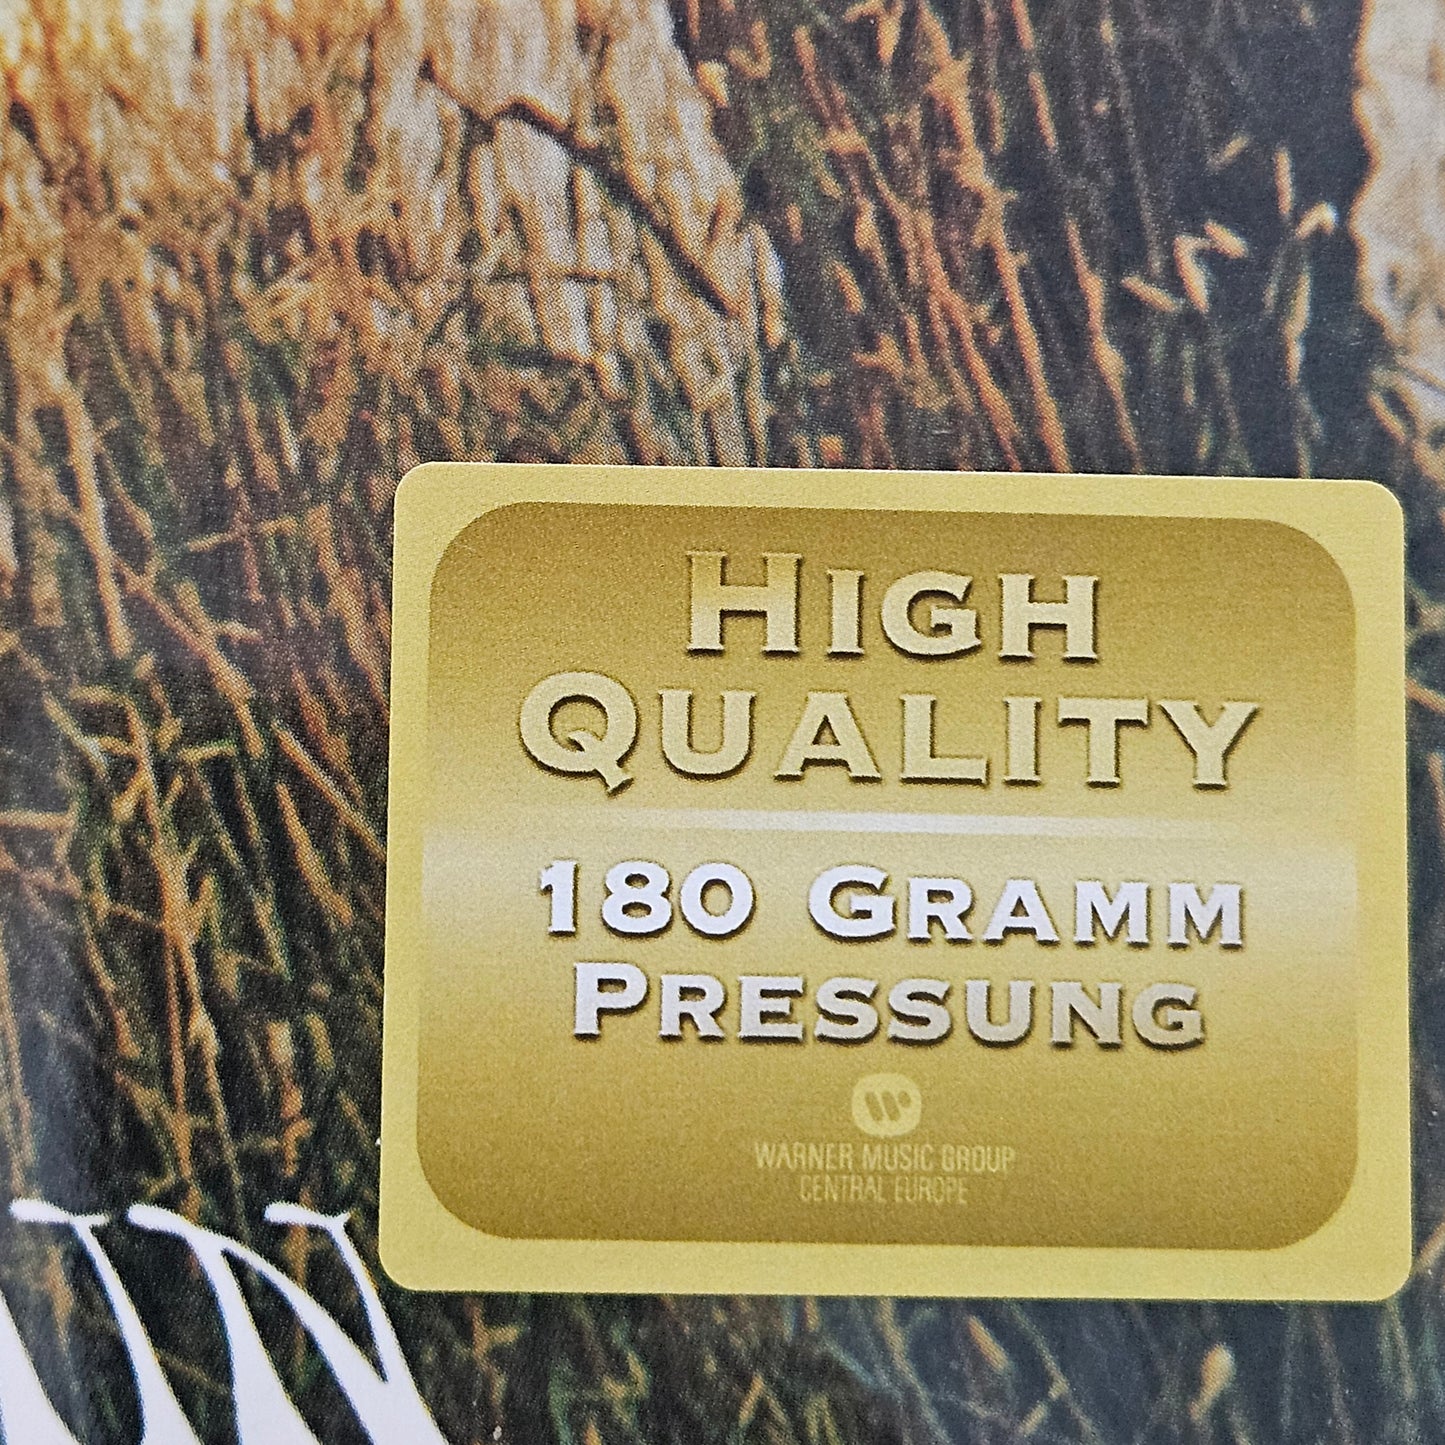 HIGH
QUALITY
180 GRAMM
PRESSUNG
WARNER MUSIC GROUP
CENTRAL EUROPE